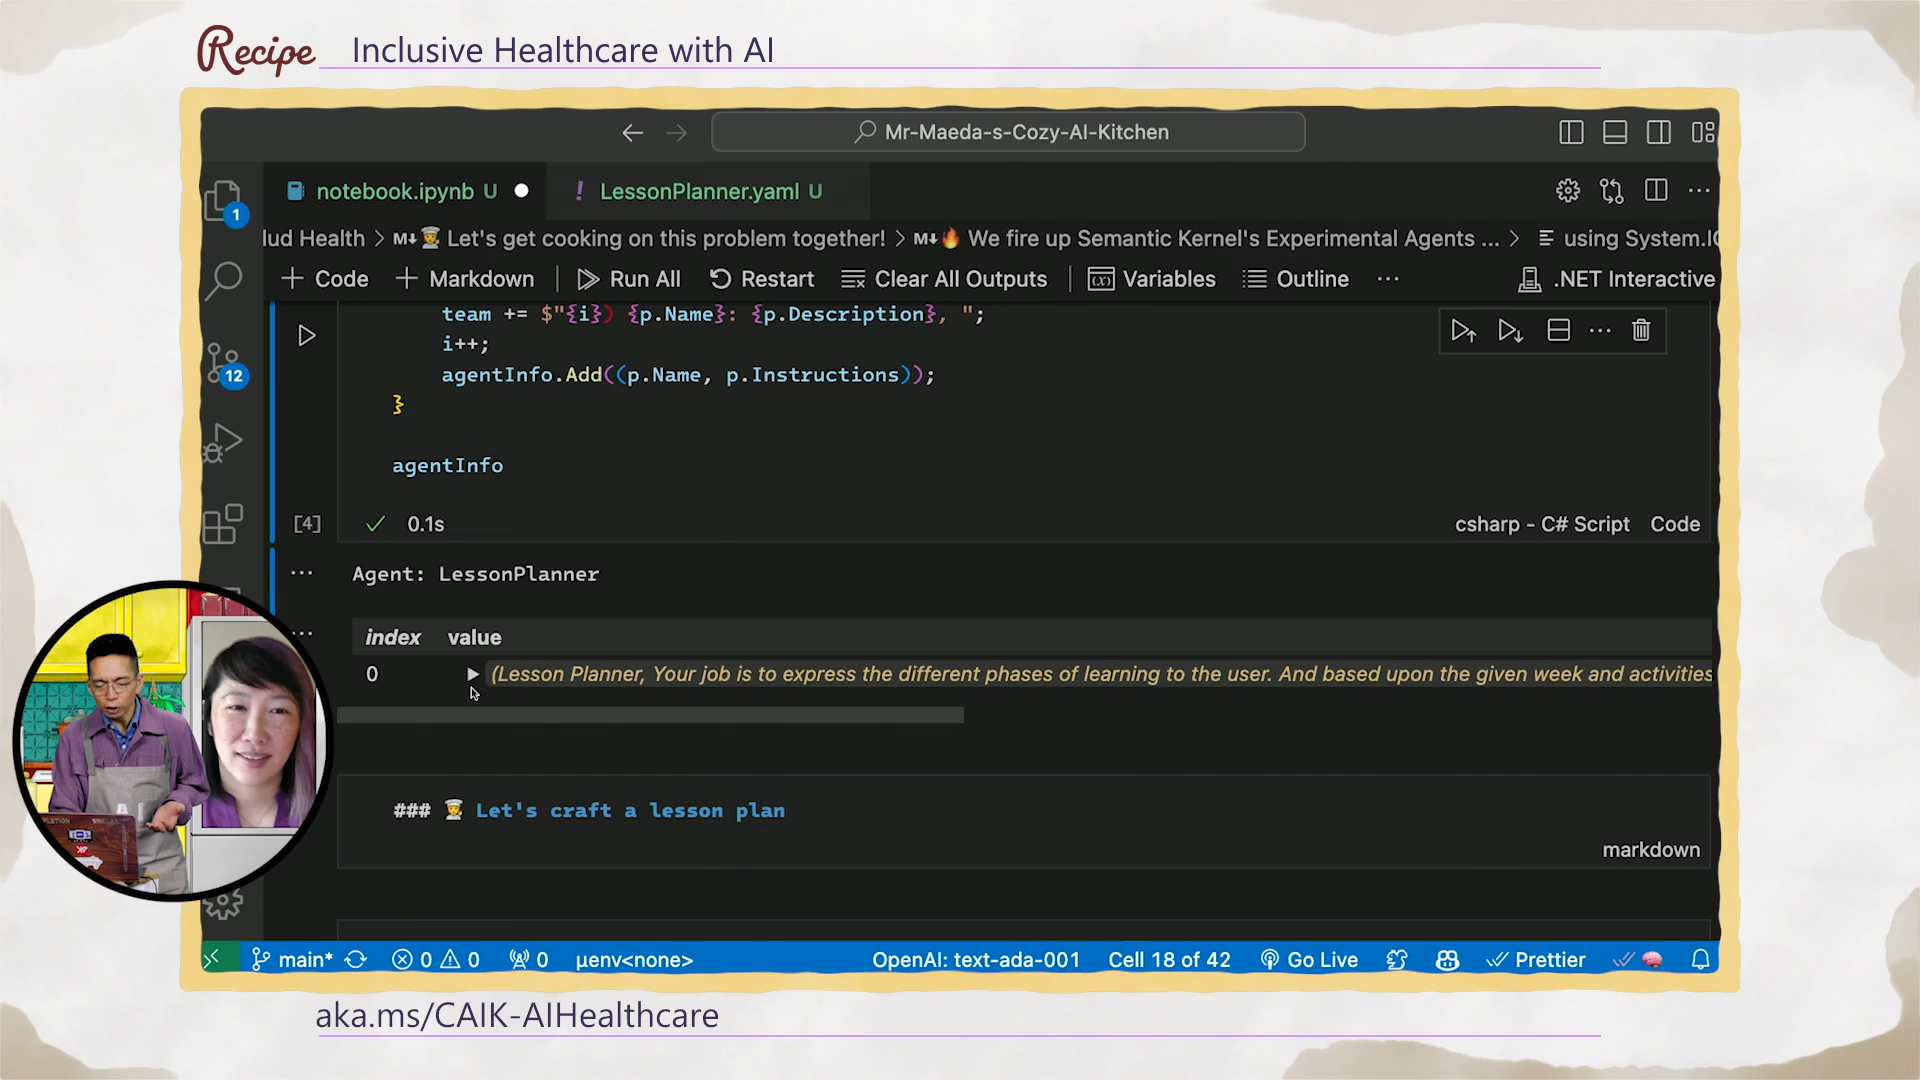 Recipe Inclusive Healthcare with AI
Mr-Maeda-s-Cozy-AI-Kitchen
1 notebook.ipynb U ! LessonPlanner.yaml U
lud Health > M↓ Let's get cooking on this problem together! > M↓ We fire up Semantic Kernel's Experimental Agents ... > using System.IO
+ Code + Markdown Run All Restart Clear All Outputs Variables Outline ... .NET Interactive
team += $"{i}) {p.Name}: {p.Description}, ";
i++;
agentInfo.Add((p.Name, p.Instructions));
}
agentInfo
12
[4] ✓ 0.1s csharp - C# Script Code
... Agent: LessonPlanner
... index value
0 (Lesson Planner, Your job is to express the different phases of learning to the user. And based upon the given week and activities
### Let's craft a lesson plan
markdown
main* 0 0 0 µenv<none> OpenAI: text-ada-001 Cell 18 of 42 Go Live Prettier
aka.ms/CAIK-AIHealthcare